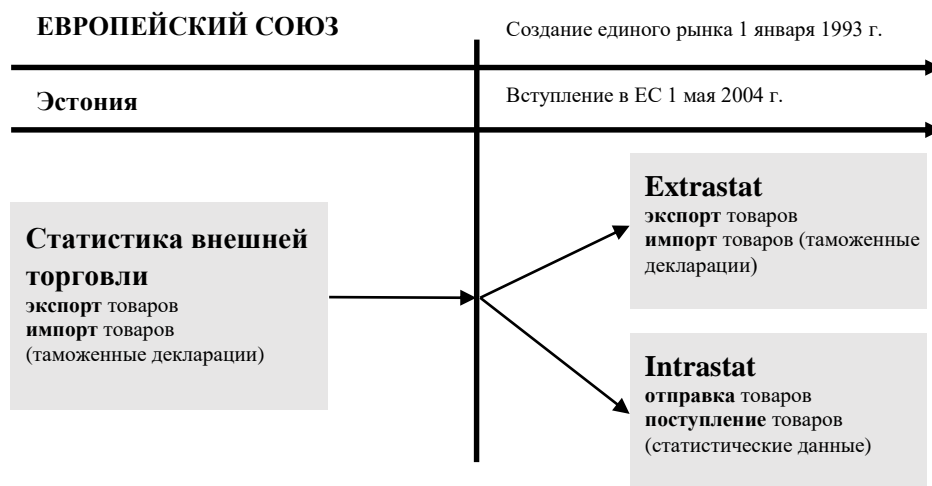 ЕВРОПЕЙСКИЙ СОЮЗ
Создание единого рынка 1 января 1993 г.
Эстония
Вступление в ЕС 1 мая 2004 г.
Статистика внешней
торговли
экспорт товаров
импорт товаров
(таможенные декларации)
Extrastat
экспорт товаров
импорт товаров (таможенные
декларации)
Intrastat
отправка товаров
поступление товаров
(статистические данные)